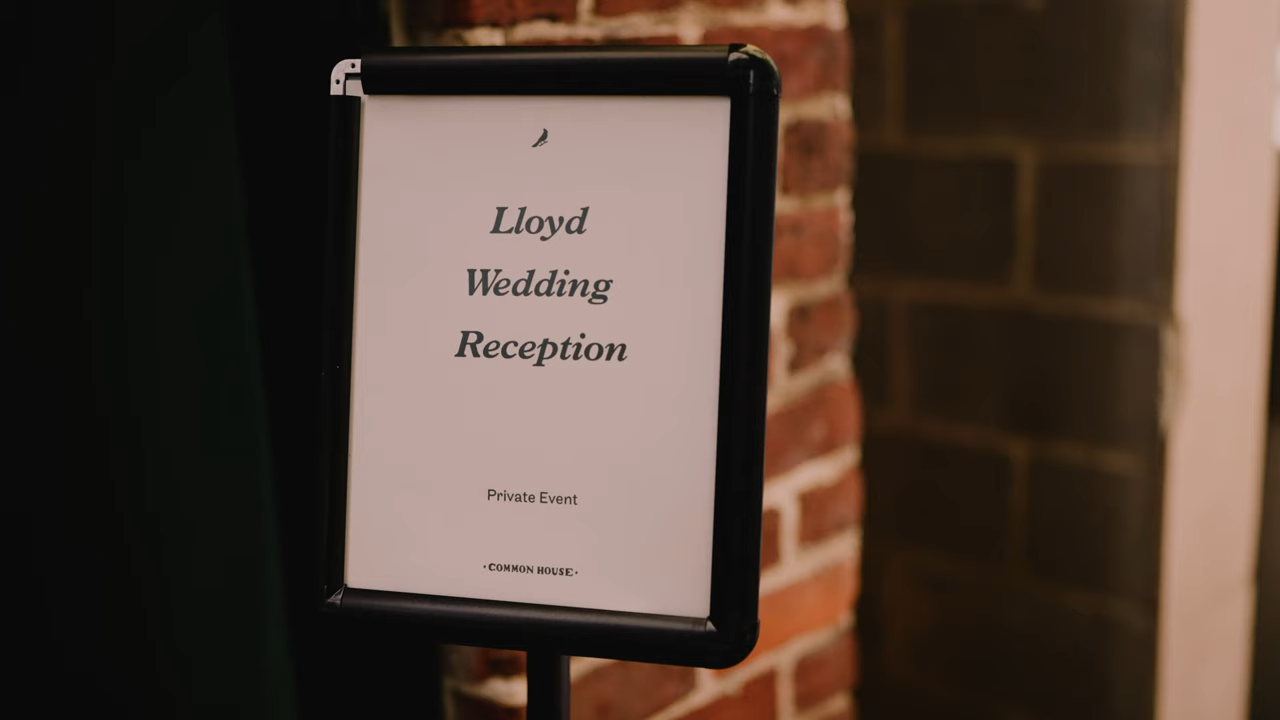 Lloyd
Wedding
Reception
Private Event
·COMMON HOUSE·